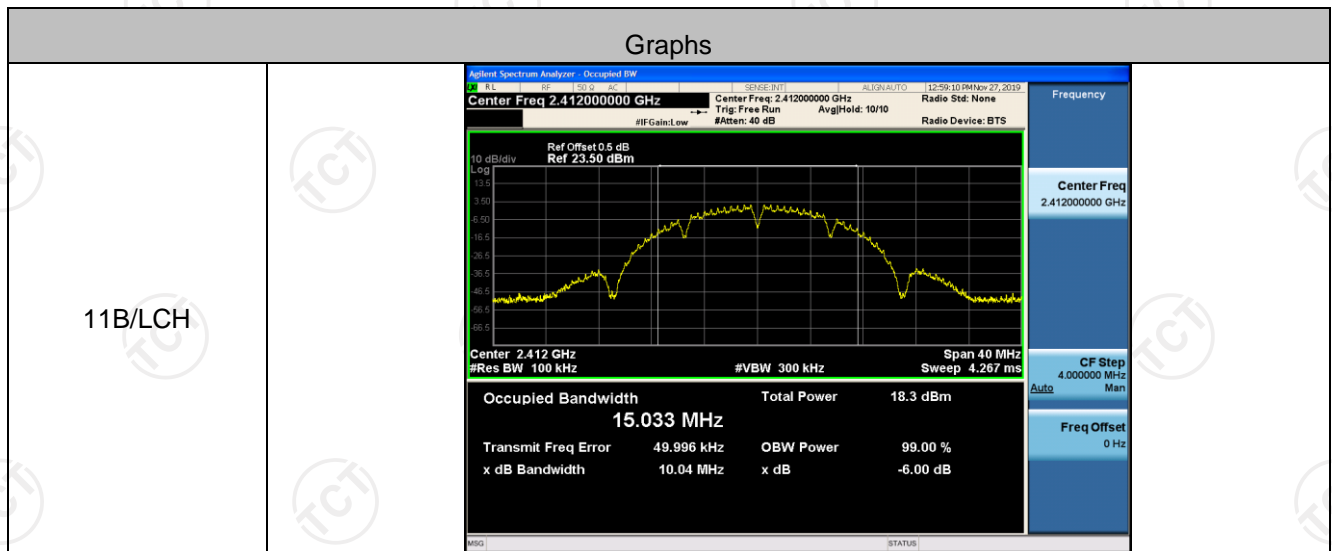 Graphs
11B/LCH
Agilent Spectrum Analyzer - Occupied BW
LXI RL RF 50 Ω AC SENSE:INT ALIGNAUTO 12:59:10 PM Nov 27, 2019
Center Freq 2.412000000 GHz
Center Freq: 2.412000000 GHz
Radio Std: None
Trig: Free Run Avg|Hold: 10/10
#IFGain:Low #Atten: 40 dB Radio Device: BTS
Ref Offset 0.5 dB
10 dB/div Ref 23.50 dBm
Log
13.5
3.50
-6.50
-16.5
-26.5
-36.5
-46.5
-56.5
-66.5
Center 2.412 GHz Span 40 MHz
#Res BW 100 kHz #VBW 300 kHz Sweep 4.267 ms
Occupied Bandwidth Total Power 18.3 dBm
15.033 MHz
Transmit Freq Error 49.996 kHz OBW Power 99.00 %
x dB Bandwidth 10.04 MHz x dB -6.00 dB
MSG STATUS
Frequency
Center Freq
2.412000000 GHz
CF Step
4.000000 MHz
Auto Man
Freq Offset
0 Hz
TCT
TCT
TCT
TCT
TCT